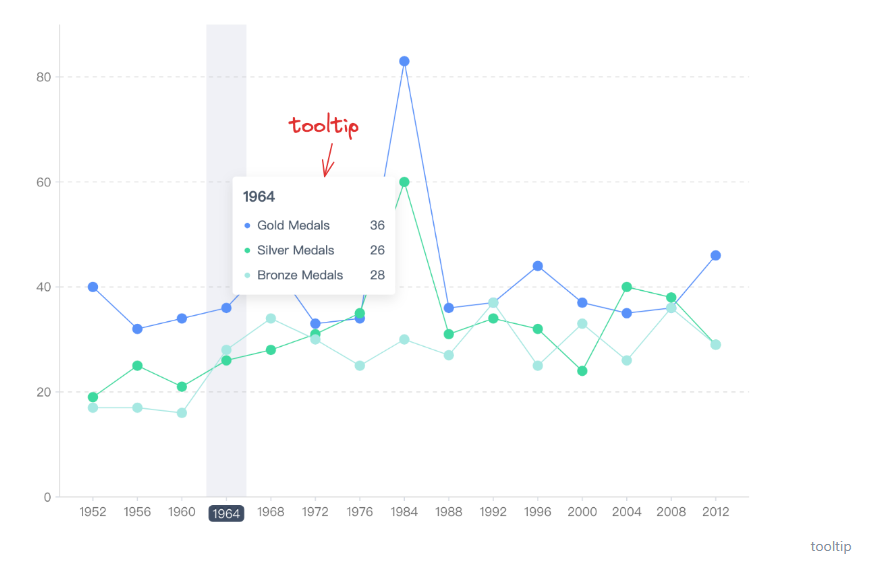 80
tooltip
60
1964
Gold Medals 36
Silver Medals 26
Bronze Medals 28
40
20
0
1952 1956 1960 1964 1968 1972 1976 1984 1988 1992 1996 2000 2004 2008 2012
tooltip